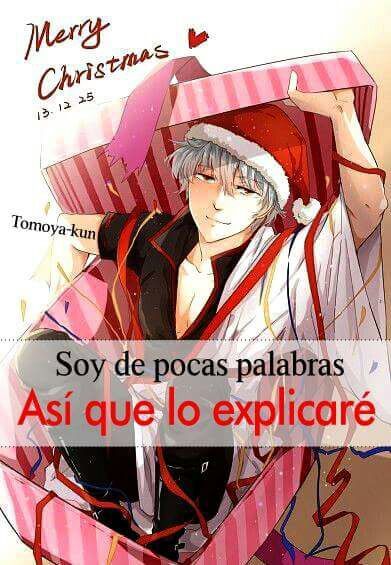 Merry
Christmas
13.12.25
Tomoya-kun
Soy de pocas palabras
Así que lo explicaré